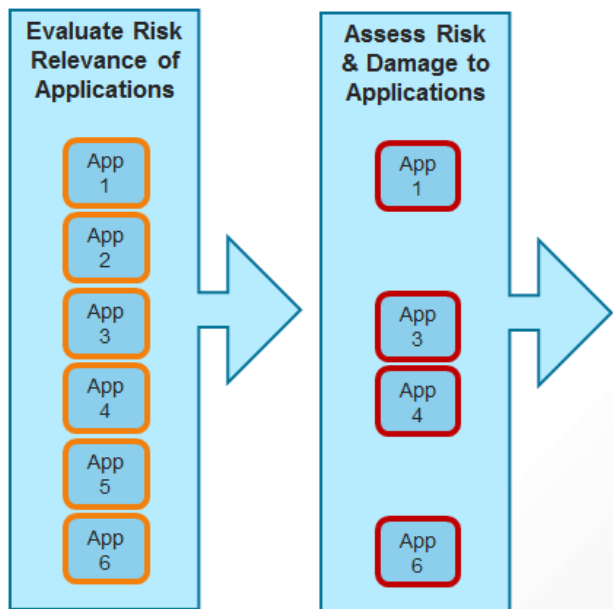 Evaluate Risk
Relevance of
Applications
App
1
App
2
App
3
App
4
App
5
App
6
Assess Risk
& Damage to
Applications
App
1
App
3
App
4
App
6